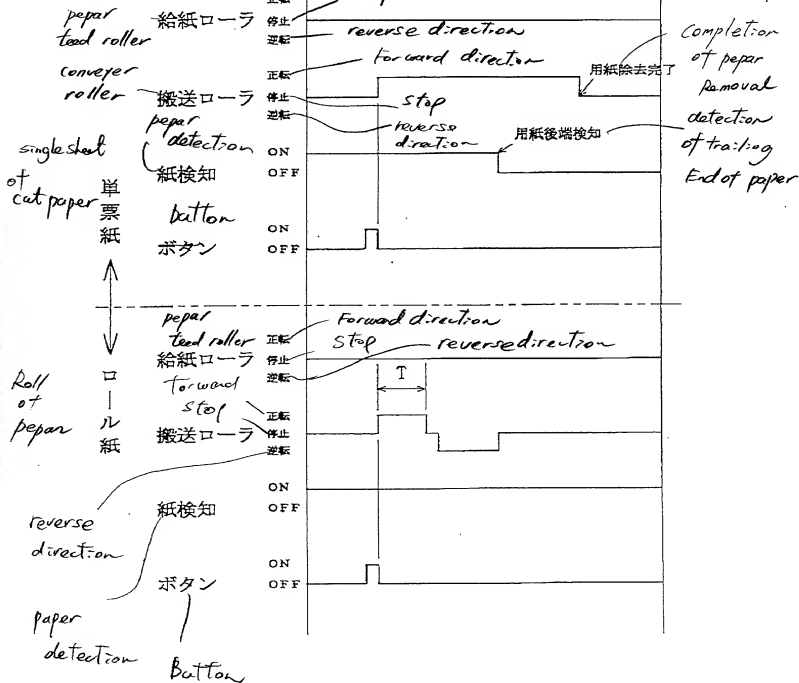 正転
pepar
給紙ローラ 停止
teed roller 逆転 reverse direction
Forward direction
conveyer 正転
roller
搬送ローラ 停止 stop
逆転 reverse direction
用紙除去完了
Completion
of pepar
Removal
pepar
detection
紙検知 ON
OFF
用紙後端検知
detection
of trailiog
End of paper
single sheet
of
cut paper
単票紙
button
ボタン ON
OFF
pepar
teed roller 正転 Forward direction
給紙ローラ 停止 stop
逆転 reverse direction
T
Roll
of
pepar
ロール紙
forward
stop
正転
搬送ローラ 停止
逆転
reverse
direction
ON
紙検知 OFF
paper
detection
ON
ボタン OFF
Button